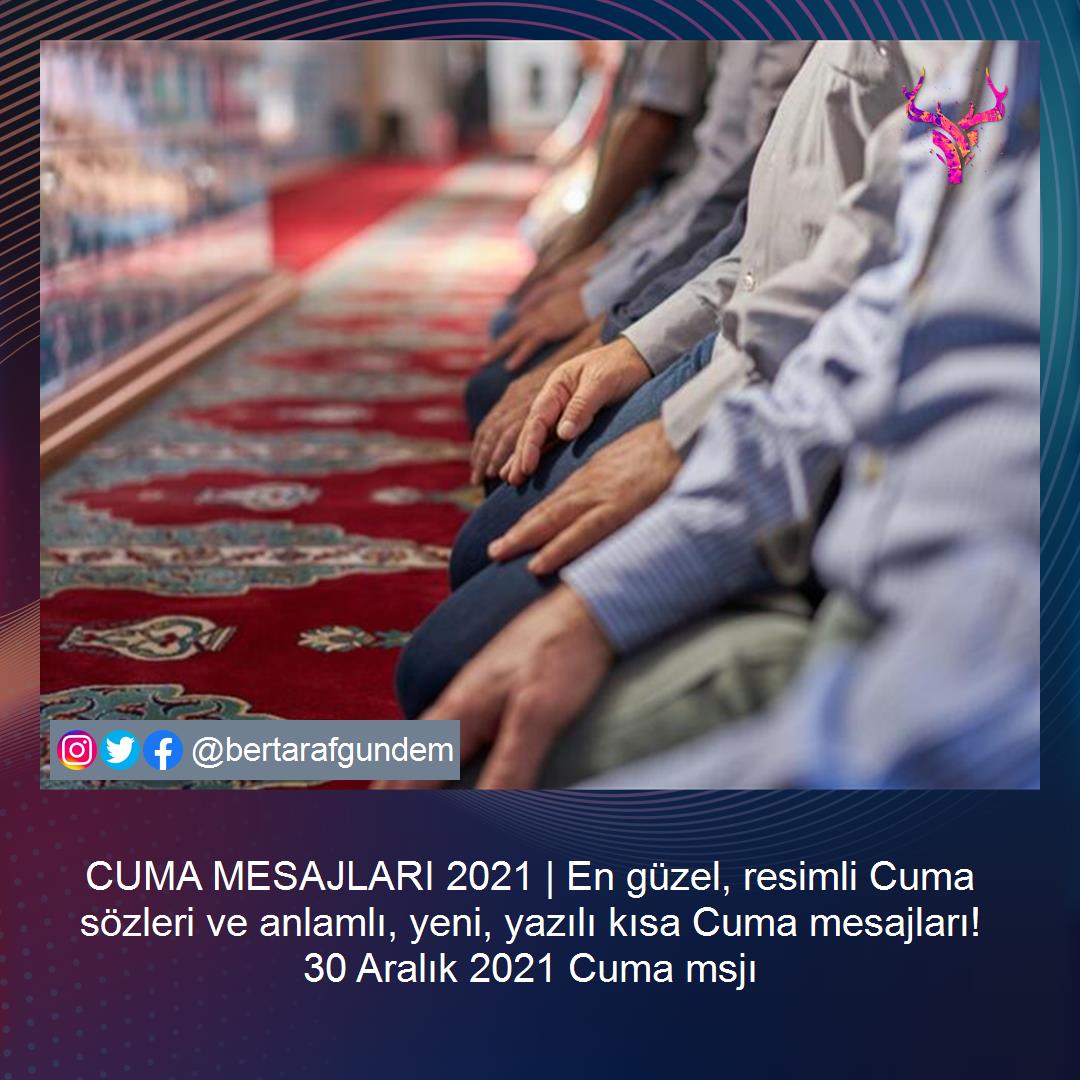 @bertarafgundem
CUMA MESAJLARI 2021 | En güzel, resimli Cuma
sözleri ve anlamlı, yeni, yazılı kısa Cuma mesajları!
30 Aralık 2021 Cuma msjı